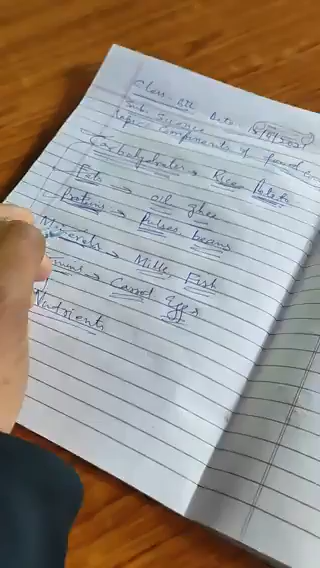 Class-
Sub: Science Date
Topic: Components of food
Carbohydrates → Rice Potato
Fats → oil ghee
Proteins → Pulses beans
Minerals → Milk, Fish
→ Carrot Eggs
Nutrients